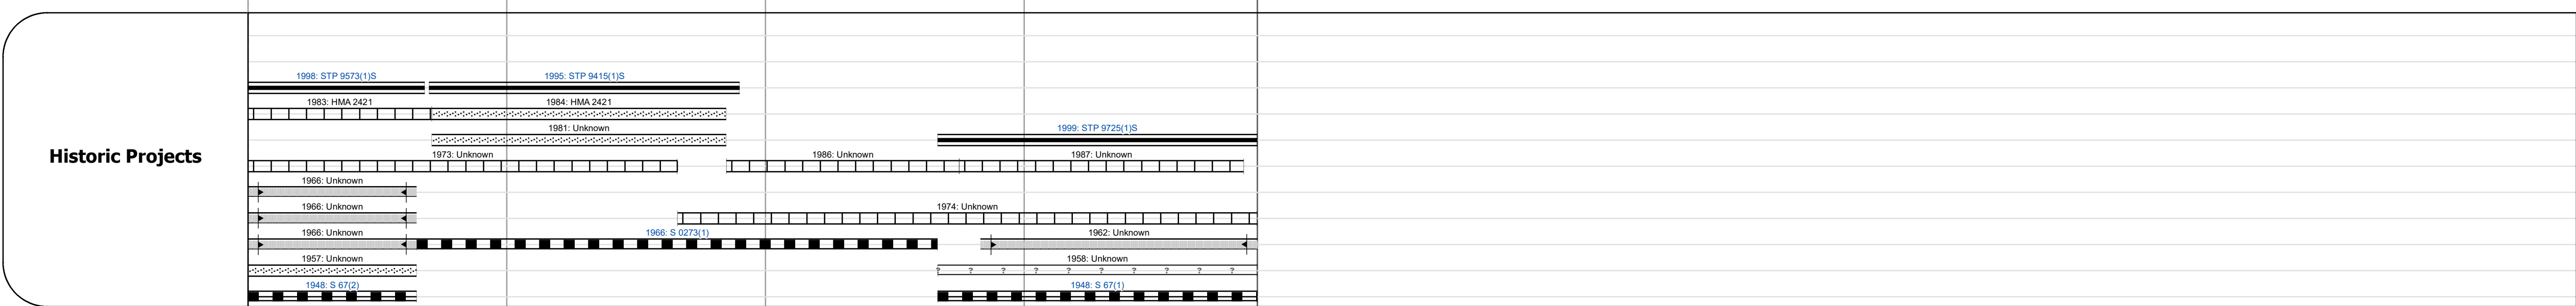 1998: STP 9573(1)S 1995: STP 9415(1)S
1983: HMA 2421 1984: HMA 2421
1981: Unknown 1999: STP 9725(1)S
1973: Unknown 1986: Unknown 1987: Unknown
Historic Projects
1966: Unknown
1966: Unknown 1974: Unknown
1966: Unknown 1966: S 0273(1) 1962: Unknown
1957: Unknown 1958: Unknown
? ? ? ? ? ? ? ? ? ?
1948: S 67(2) 1948: S 67(1)